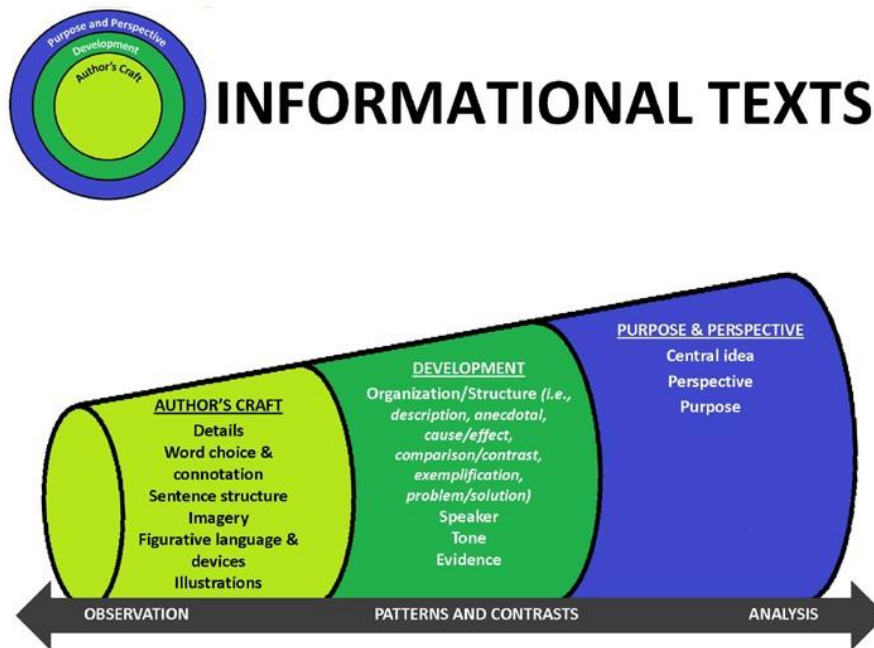 Purpose and Perspective
Development
Author's Craft
INFORMATIONAL TEXTS
AUTHOR'S CRAFT
Details
Word choice &
connotation
Sentence structure
Imagery
Figurative language &
devices
Illustrations
DEVELOPMENT
Organization/Structure (i.e.,
description, anecdotal,
cause/effect,
comparison/contrast,
exemplification,
problem/solution)
Speaker
Tone
Evidence
PURPOSE & PERSPECTIVE
Central idea
Perspective
Purpose
OBSERVATION
PATTERNS AND CONTRASTS
ANALYSIS